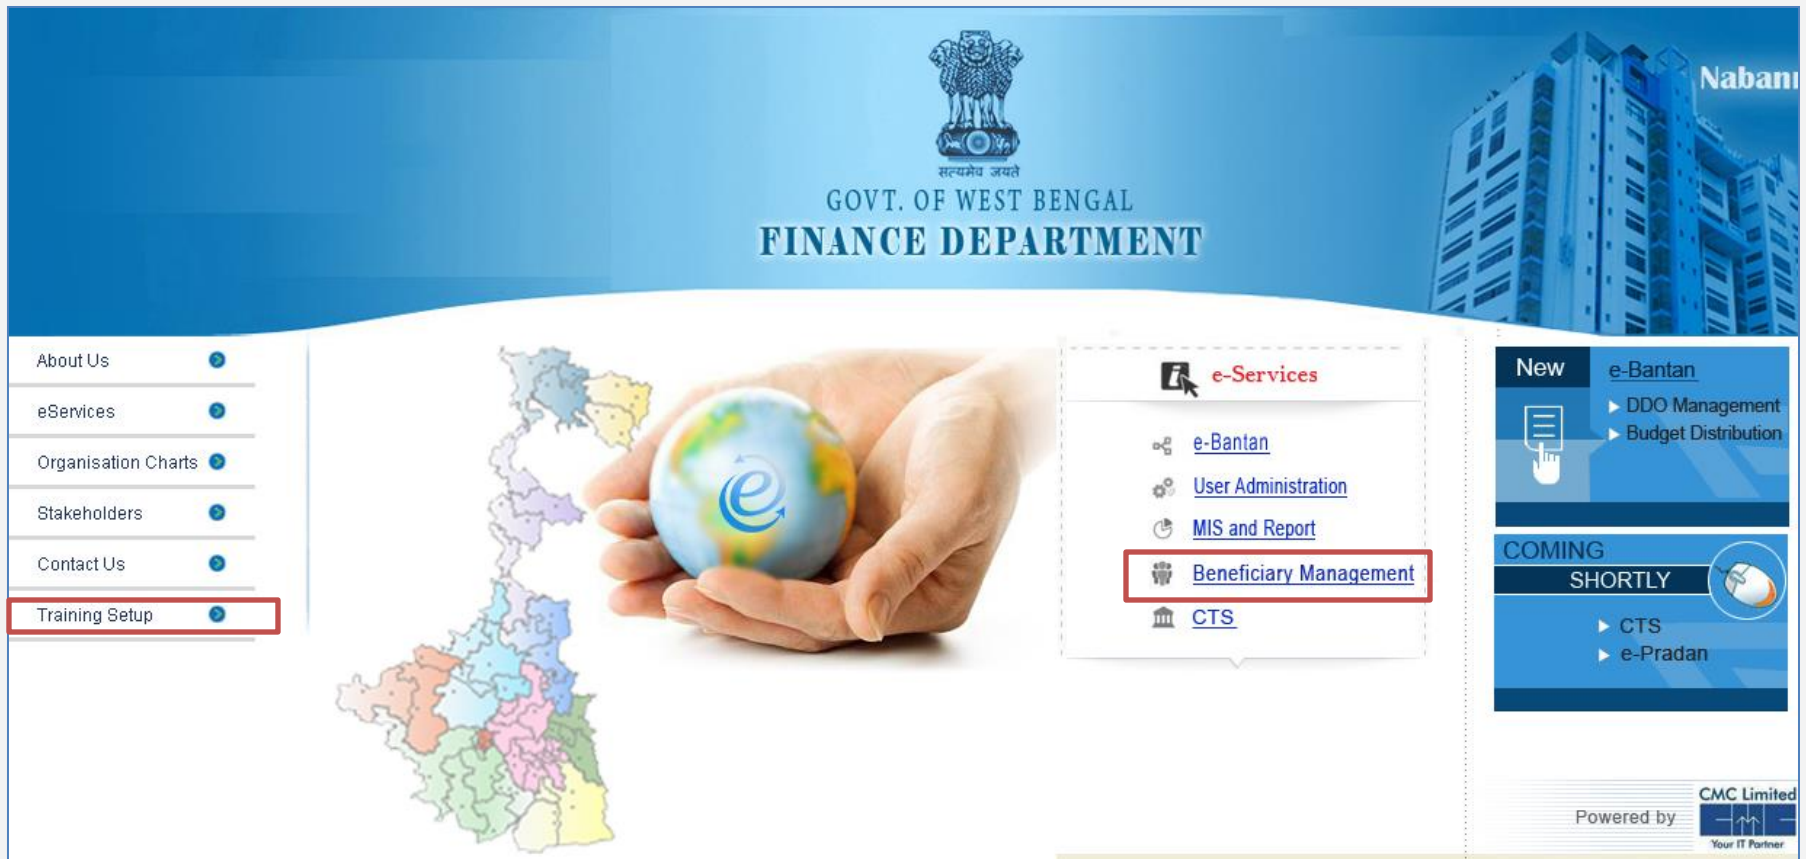 Naban
सत्यमेव जयते
GOVT. OF WEST BENGAL
FINANCE DEPARTMENT
About Us
eServices
Organisation Charts
Stakeholders
Contact Us
Training Setup
e
e-Services
e-Bantan
User Administration
MIS and Report
Beneficiary Management
CTS
New
e-Bantan
DDO Management
Budget Distribution
COMING
SHORTLY
CTS
e-Pradan
Powered by
CMC Limited
Your IT Partner